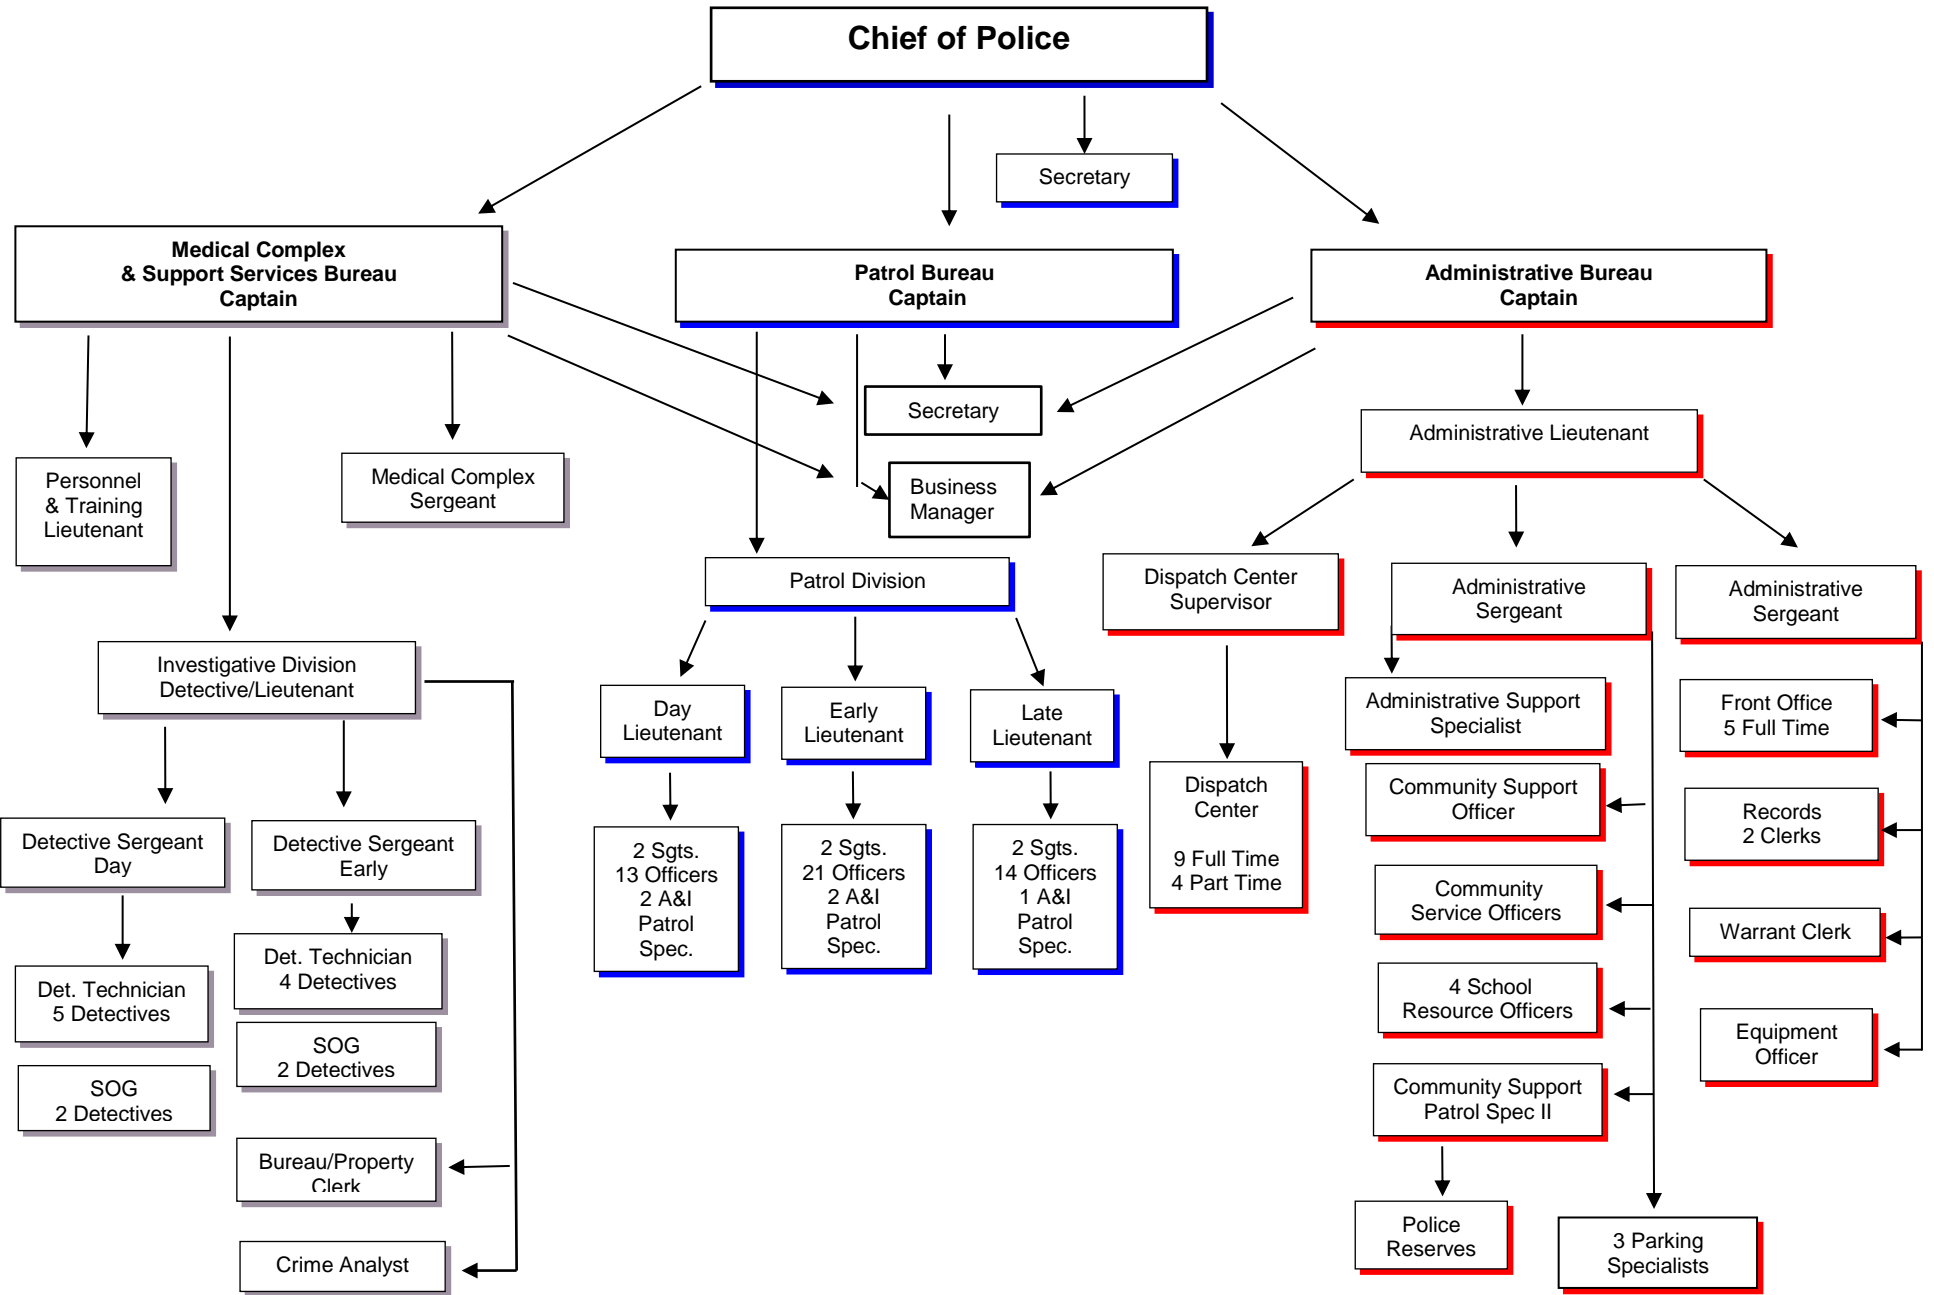 Chief of Police
Secretary
Medical Complex
& Support Services Bureau
Captain
Patrol Bureau
Captain
Administrative Bureau
Captain
Secretary
Business
Manager
Administrative Lieutenant
Personnel
& Training
Lieutenant
Medical Complex
Sergeant
Patrol Division
Dispatch Center
Supervisor
Administrative
Sergeant
Administrative
Sergeant
Investigative Division
Detective/Lieutenant
Day
Lieutenant
Early
Lieutenant
Late
Lieutenant
Administrative Support
Specialist
Front Office
5 Full Time
Detective Sergeant
Day
Detective Sergeant
Early
2 Sgts.
13 Officers
2 A&I
Patrol
Spec.
2 Sgts.
21 Officers
2 A&I
Patrol
Spec.
2 Sgts.
14 Officers
1 A&I
Patrol
Spec.
Dispatch
Center
9 Full Time
4 Part Time
Community Support
Officer
Records
2 Clerks
Community
Service Officers
Warrant Clerk
Det. Technician
5 Detectives
Det. Technician
4 Detectives
4 School
Resource Officers
Equipment
Officer
SOG
2 Detectives
SOG
2 Detectives
Community Support
Patrol Spec II
Bureau/Property
Clerk
Police
Reserves
3 Parking
Specialists
Crime Analyst